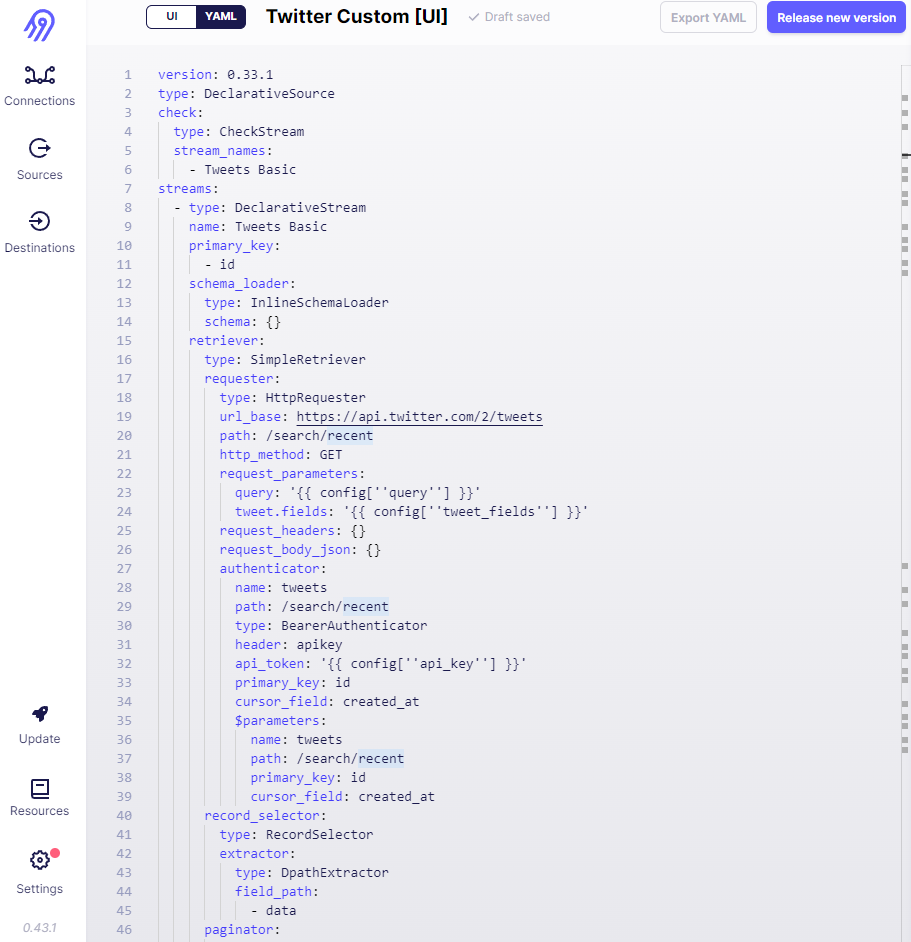 UI YAML Twitter Custom [UI] Draft saved Export YAML Release new version
Connections
Sources
Destinations
Update
Resources
Settings
0.43.1
1 version: 0.33.1
2 type: DeclarativeSource
3 check:
4 type: CheckStream
5 stream_names:
6 - Tweets Basic
7 streams:
8 - type: DeclarativeStream
9 name: Tweets Basic
10 primary_key:
11 - id
12 schema_loader:
13 type: InlineSchemaLoader
14 schema: {}
15 retriever:
16 type: SimpleRetriever
17 requester:
18 type: HttpRequester
19 url_base: https://api.twitter.com/2/tweets
20 path: /search/recent
21 http_method: GET
22 request_parameters:
23 query: '{{ config[''query''] }}'
24 tweet.fields: '{{ config[''tweet_fields''] }}'
25 request_headers: {}
26 request_body_json: {}
27 authenticator:
28 name: tweets
29 path: /search/recent
30 type: BearerAuthenticator
31 header: apikey
32 api_token: '{{ config[''api_key''] }}'
33 primary_key: id
34 cursor_field: created_at
35 $parameters:
36 name: tweets
37 path: /search/recent
38 primary_key: id
39 cursor_field: created_at
40 record_selector:
41 type: RecordSelector
42 extractor:
43 type: DpathExtractor
44 field_path:
45 - data
46 paginator: